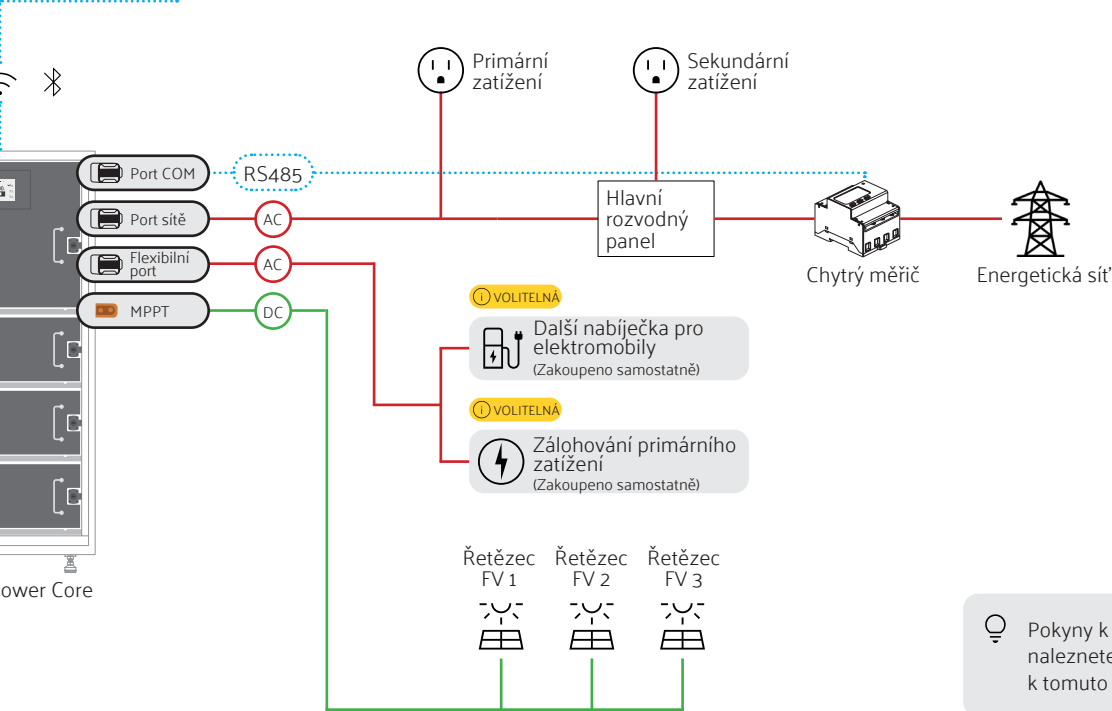 Primární
zatížení
Sekundární
zatížení
Port COM
RS485
Port sítě
AC
Hlavní
rozvodný
panel
Flexibilní
port
AC
Chytrý měřič
Energetická síť
MPPT
DC
VOLITELNÁ
Další nabíječka pro
elektromobily
(Zakoupeno samostatně)
VOLITELNÁ
Zálohování primárního
zatížení
(Zakoupeno samostatně)
Řetězec
FV 1
Řetězec
FV 2
Řetězec
FV 3
ower Core
Pokyny k
naleznete
k tomuto